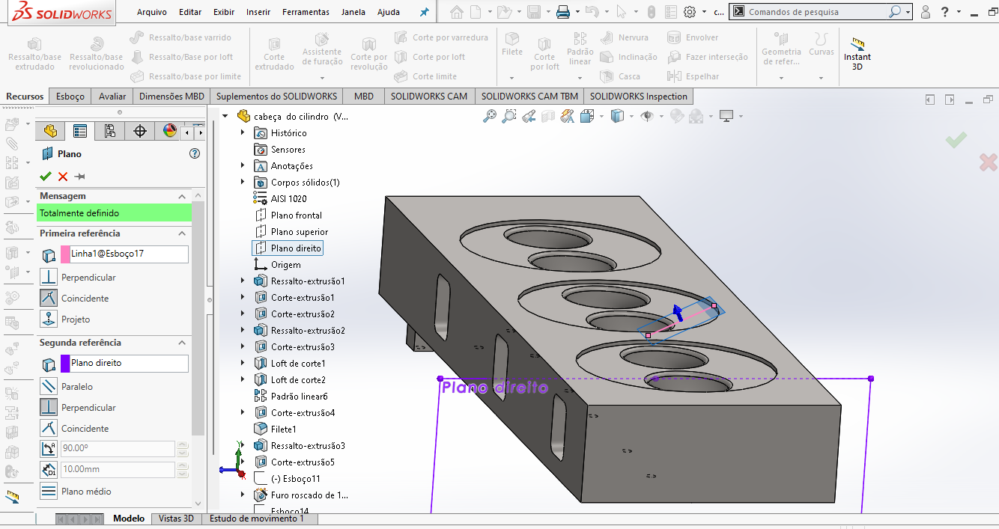 SOLIDWORKS
Arquivo Editar Exibir Inserir Ferramentas Janela Ajuda
c...
Comandos de pesquisa
?
Ressalto/base extrudado
Ressalto/base revolucionado
Ressalto/base varrido
Ressalto/Base por loft
Ressalto/base por limite
Corte extrudado
Assistente de furação
Corte por revolução
Corte por varredura
Corte por loft
Corte limite
Filete
Corte por loft
Padrão linear
Nervura
Inclinação
Casca
Envolver
Fazer interseção
Espelhar
Geometria de refer...
Curvas
Instant 3D
Recursos Esboço Avaliar Dimensões MBD Suplementos do SOLIDWORKS MBD SOLIDWORKS CAM SOLIDWORKS CAM TBM SOLIDWORKS Inspection
Plano
?
Mensagem
Totalmente definido
Primeira referência
Linha1@Esboço17
Perpendicular
Coincidente
Projeto
Segunda referência
Plano direito
Paralelo
Perpendicular
Coincidente
90.00º
10.00mm
Plano médio
cabeça do cilindro (V...
Histórico
Sensores
Anotações
Corpos sólidos(1)
AISI 1020
Plano frontal
Plano superior
Plano direito
Origem
Ressalto-extrusão1
Corte-extrusão1
Corte-extrusão2
Ressalto-extrusão2
Corte-extrusão3
Loft de corte1
Loft de corte2
Padrão linear6
Corte-extrusão4
Filete1
Ressalto-extrusão3
Corte-extrusão5
(-) Esboço11
Furo roscado de 1...
Esboço14
Plano direito
Y
X
Modelo Vistas 3D Estudo de movimento 1